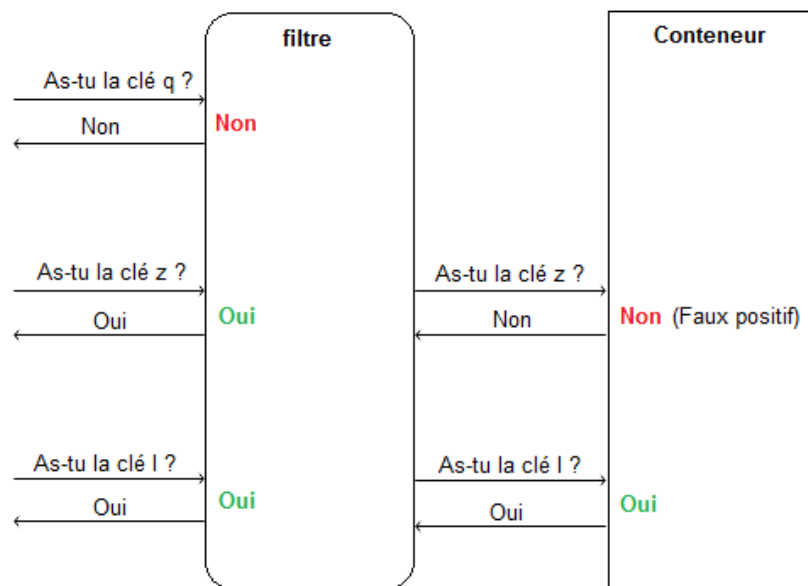 filtre
Conteneur
As-tu la clé q ?
Non
Non
As-tu la clé z ?
Oui
Oui
As-tu la clé z ?
Non
Non (Faux positif)
As-tu la clé l ?
Oui
Oui
As-tu la clé l ?
Oui
Oui